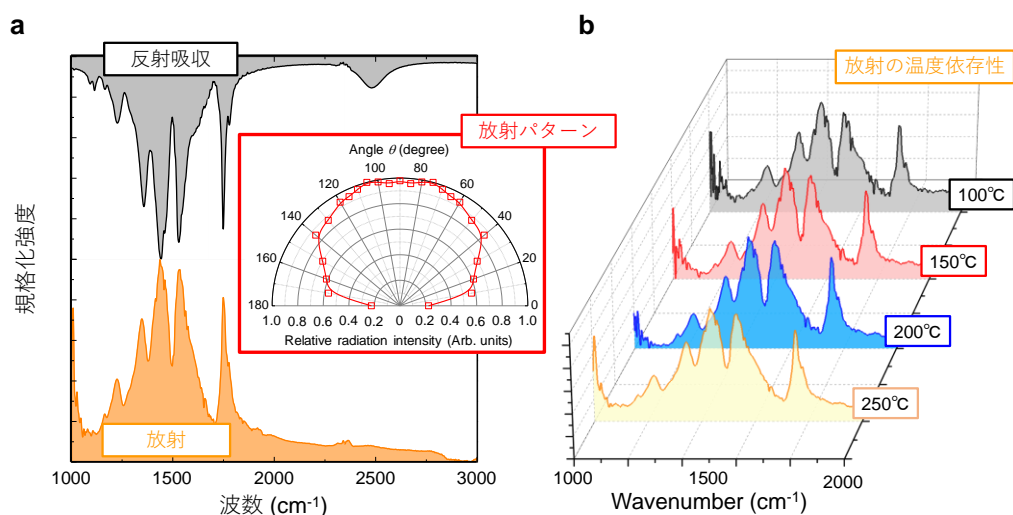 a
反射吸収
規格化強度
放射パターン
Angle θ (degree)
100 80
120 60
140 40
160 20
180 0
1.0 0.8 0.6 0.4 0.2 0 0.2 0.4 0.6 0.8 1.0
Relative radiation intensity (Arb. units)
放射
1000 1500 2000 2500 3000
波数 (cm-1)
b
放射の温度依存性
100℃
150℃
200℃
250℃
1000 1500 2000
Wavenumber (cm-1)